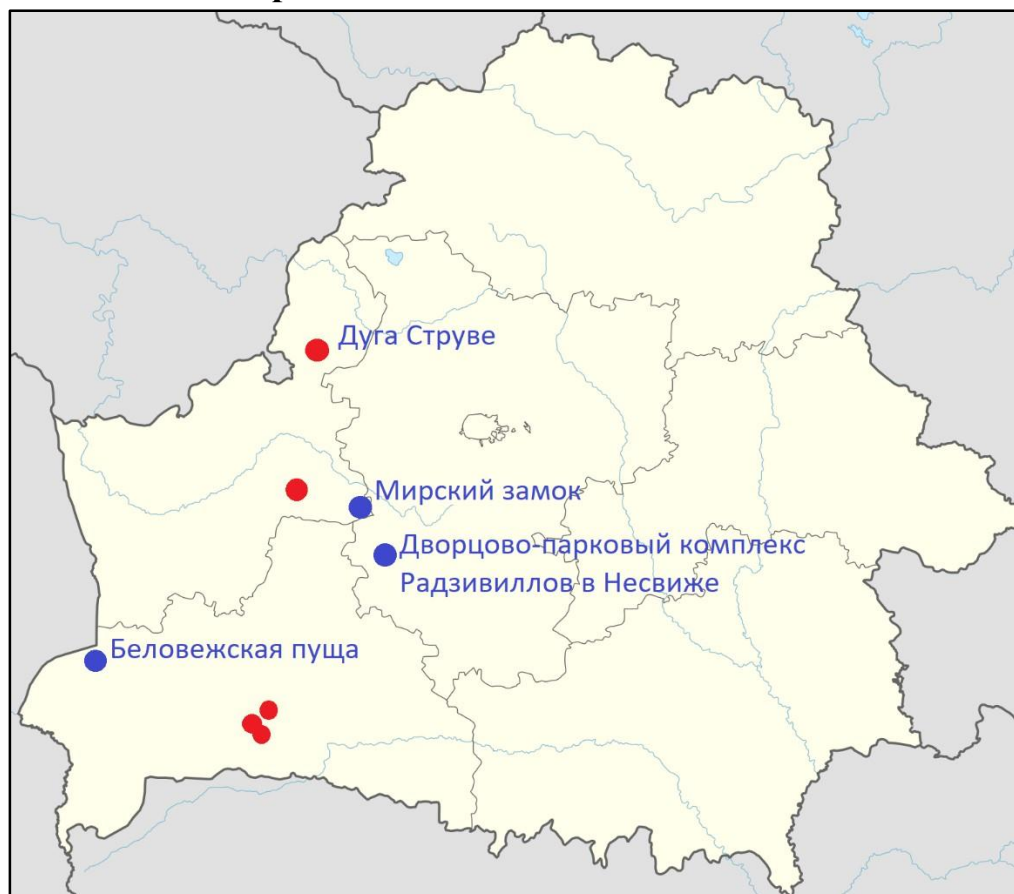 Дуга Струве
Мирский замок
Дворцово-парковый комплекс
Радзивиллов в Несвиже
Беловежская пуща